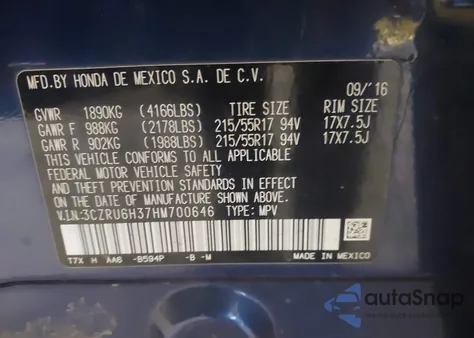 MFD.BY HONDA DE MEXICO S.A. DE C.V.
09/'16
GVWR 1890KG (4166LBS) TIRE SIZE RIM SIZE
GAWR F 988KG (2178LBS) 215/55R17 94V 17X7.5J
GAWR R 902KG (1988LBS) 215/55R17 94V 17X7.5J
THIS VEHICLE CONFORMS TO ALL APPLICABLE
FEDERAL MOTOR VEHICLE SAFETY
AND THEFT PREVENTION STANDARDS IN EFFECT
ON THE DATE OF MANUFACTURE SHOWN ABOVE.
V.I.N:3CZRU6H37HM700646 TYPE: MPV
T7X H AA6 -B594P -B -M MADE IN MEXICO
autoSnap